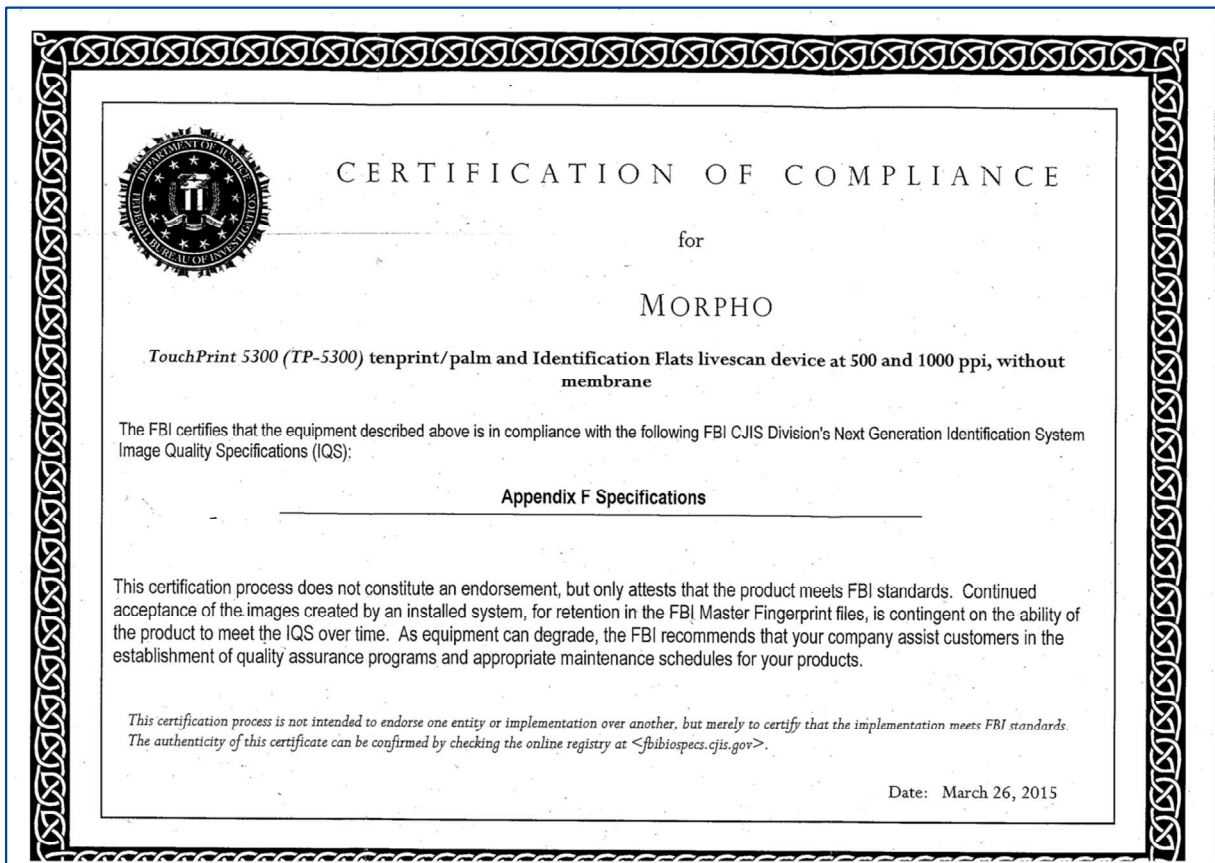 DEPARTMENT OF JUSTICE
FEDERAL BUREAU OF INVESTIGATION
CERTIFICATION OF COMPLIANCE
for
MORPHO
TouchPrint 5300 (TP-5300) tenprint/palm and Identification Flats livescan device at 500 and 1000 ppi, without
membrane
The FBI certifies that the equipment described above is in compliance with the following FBI CJIS Division's Next Generation Identification System
Image Quality Specifications (IQS):
Appendix F Specifications
This certification process does not constitute an endorsement, but only attests that the product meets FBI standards. Continued
acceptance of the images created by an installed system, for retention in the FBI Master Fingerprint files, is contingent on the ability of
the product to meet the IQS over time. As equipment can degrade, the FBI recommends that your company assist customers in the
establishment of quality assurance programs and appropriate maintenance schedules for your products.
This certification process is not intended to endorse one entity or implementation over another, but merely to certify that the implementation meets FBI standards.
The authenticity of this certificate can be confirmed by checking the online registry at <fbibiospecs.cjis.gov>.
Date: March 26, 2015